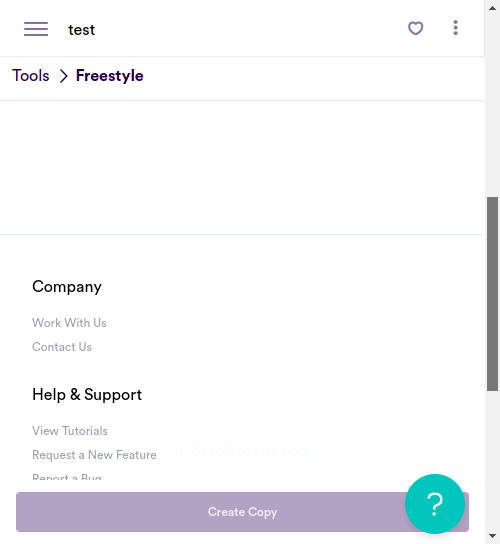 test
Tools > Freestyle
Company
Work With Us
Contact Us
Help & Support
View Tutorials
1. Scroll to the top
Request a New Feature
Report a Bug
Create Copy
?